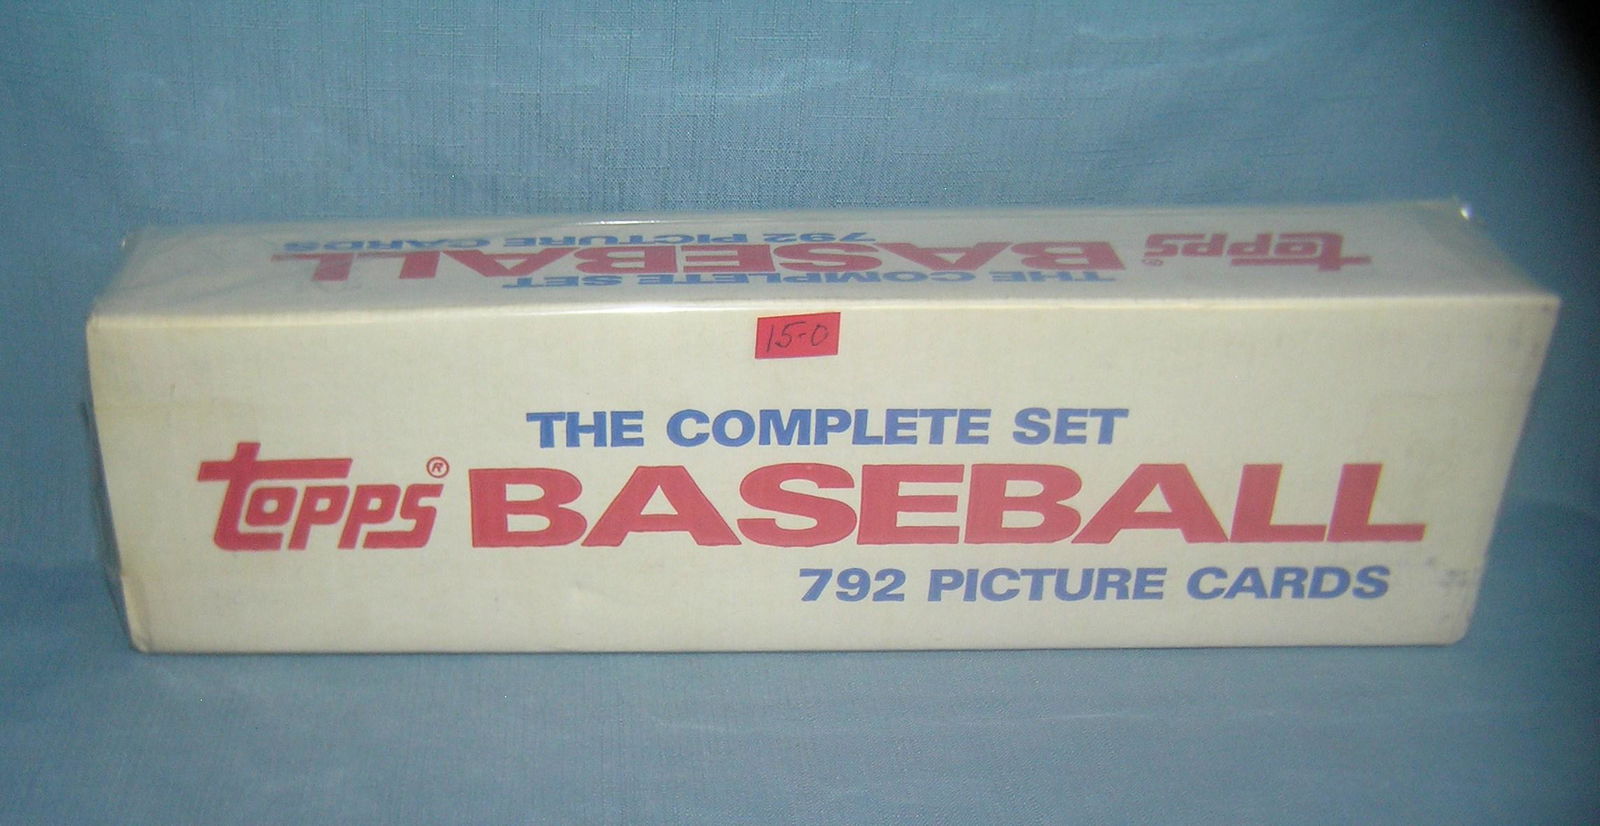 792 PICTURE CARDS
topps® BASEBALL
THE COMPLETE SET
15-0
THE COMPLETE SET
topps® BASEBALL
792 PICTURE CARDS